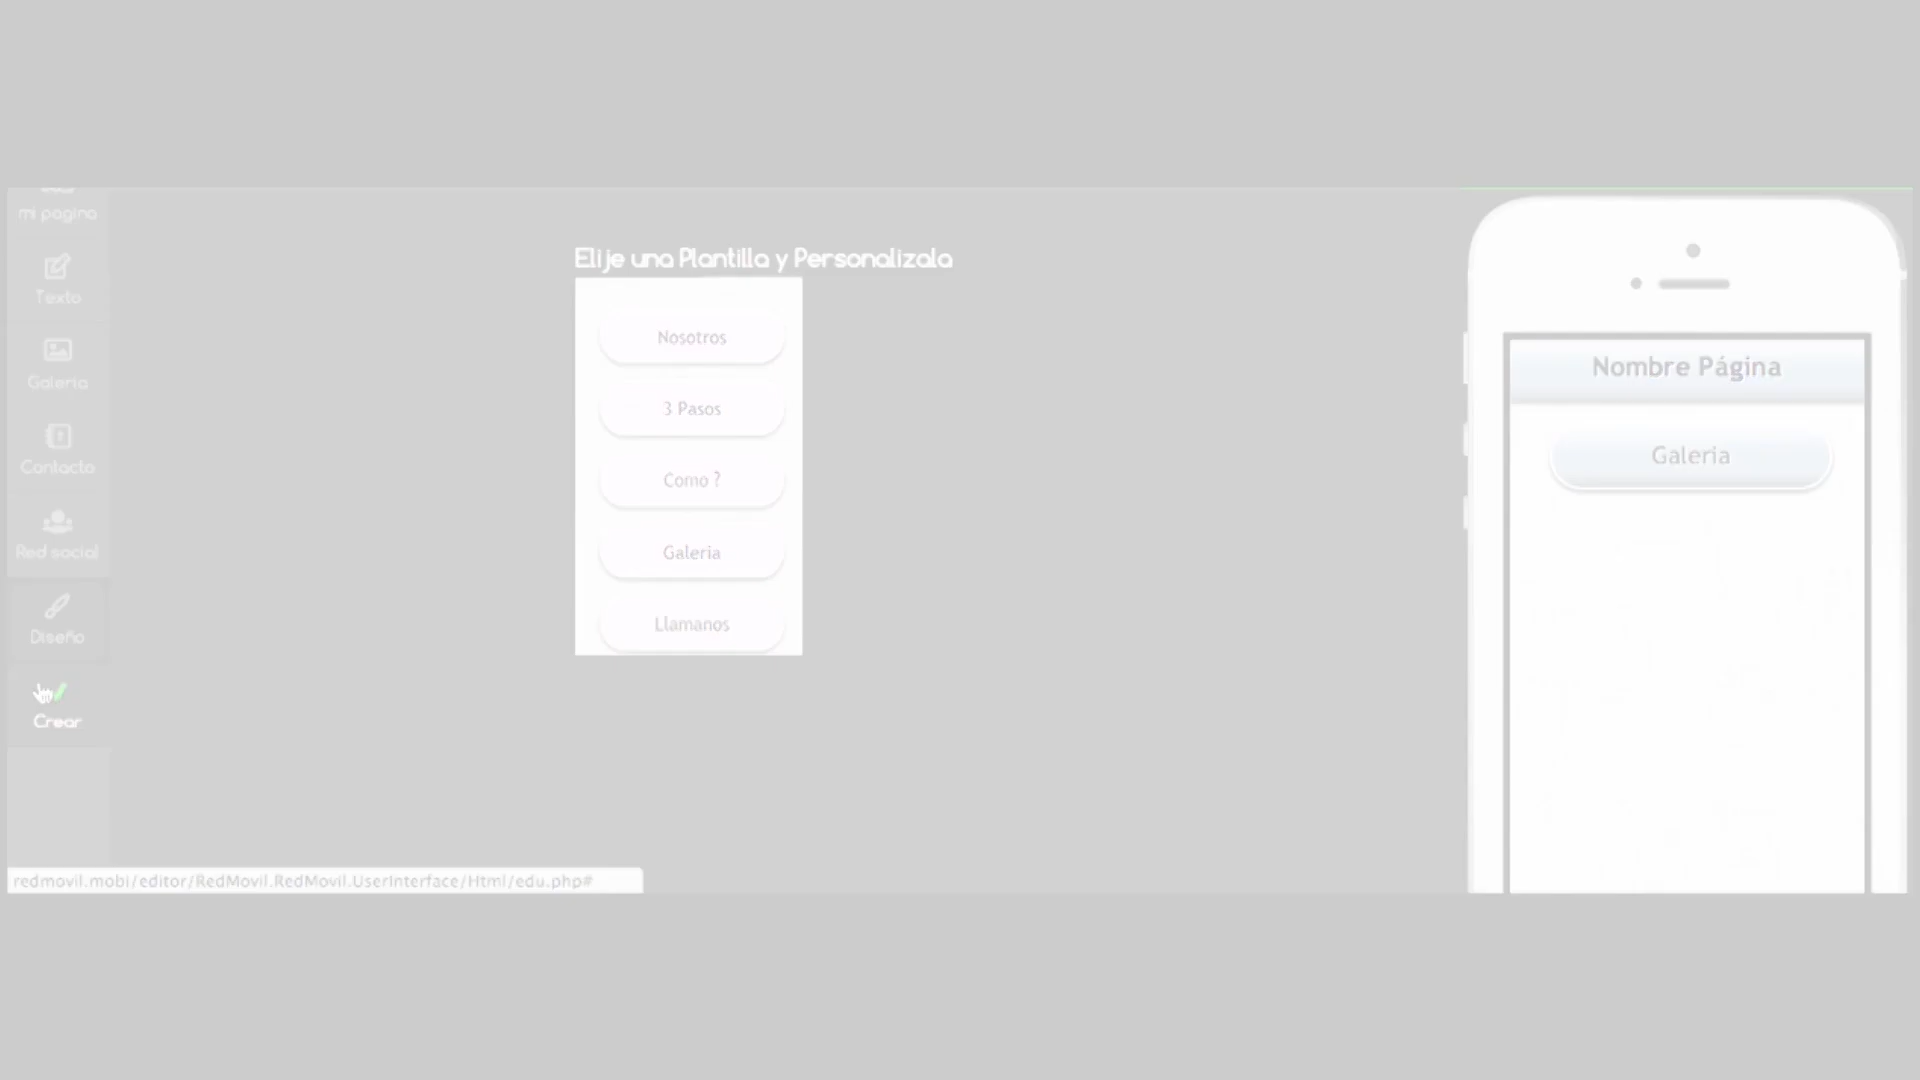 mi pagina
Texto
Galeria
Contacto
Red social
Diseño
Crear
Elije una Plantilla y Personalizala
Nosotros
3 Pasos
Como ?
Galeria
Llamanos
Nombre Página
Galeria
redmovil.mobi/editor/RedMovil.RedMovil.UserInterface/Html/edu.php#